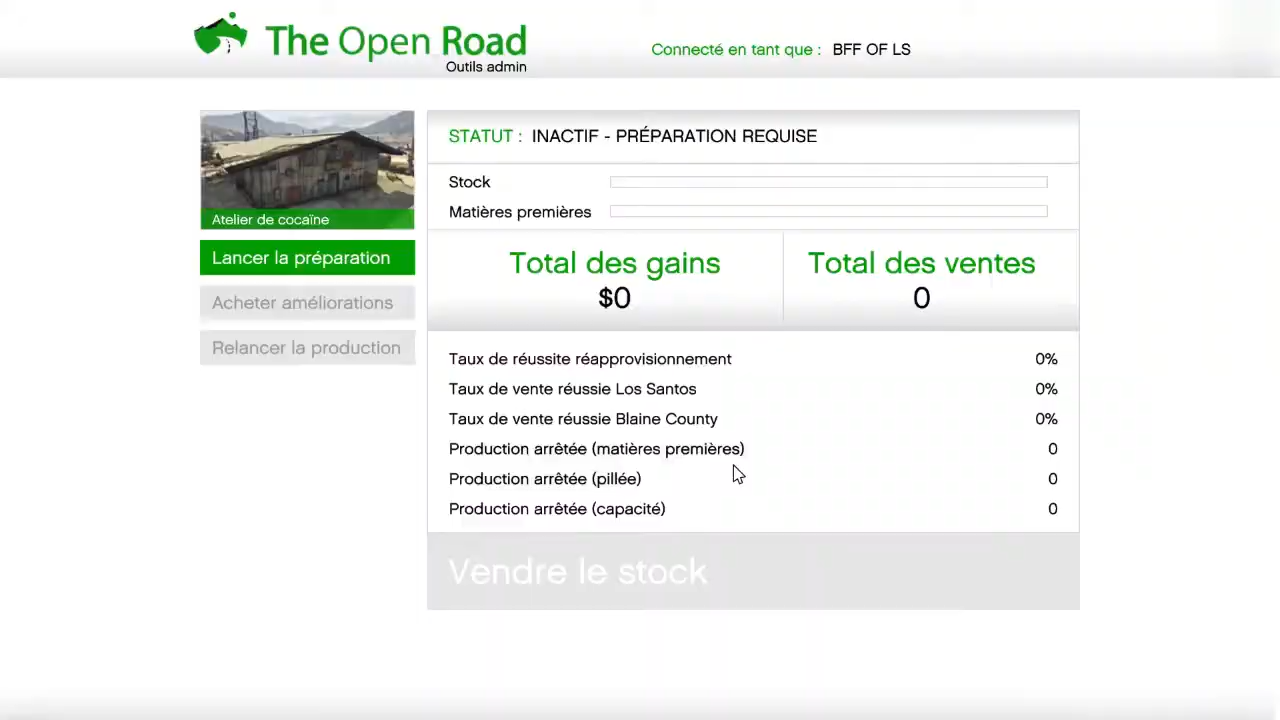 The Open Road
Outils admin
Connecté en tant que : BFF OF LS
Atelier de cocaïne
Lancer la préparation
Acheter améliorations
Relancer la production
STATUT : INACTIF - PRÉPARATION REQUISE
Stock
Matières premières
Total des gains
$0
Total des ventes
0
Taux de réussite réapprovisionnement 0%
Taux de vente réussie Los Santos 0%
Taux de vente réussie Blaine County 0%
Production arrêtée (matières premières) 0
Production arrêtée (pillée) 0
Production arrêtée (capacité) 0
Vendre le stock